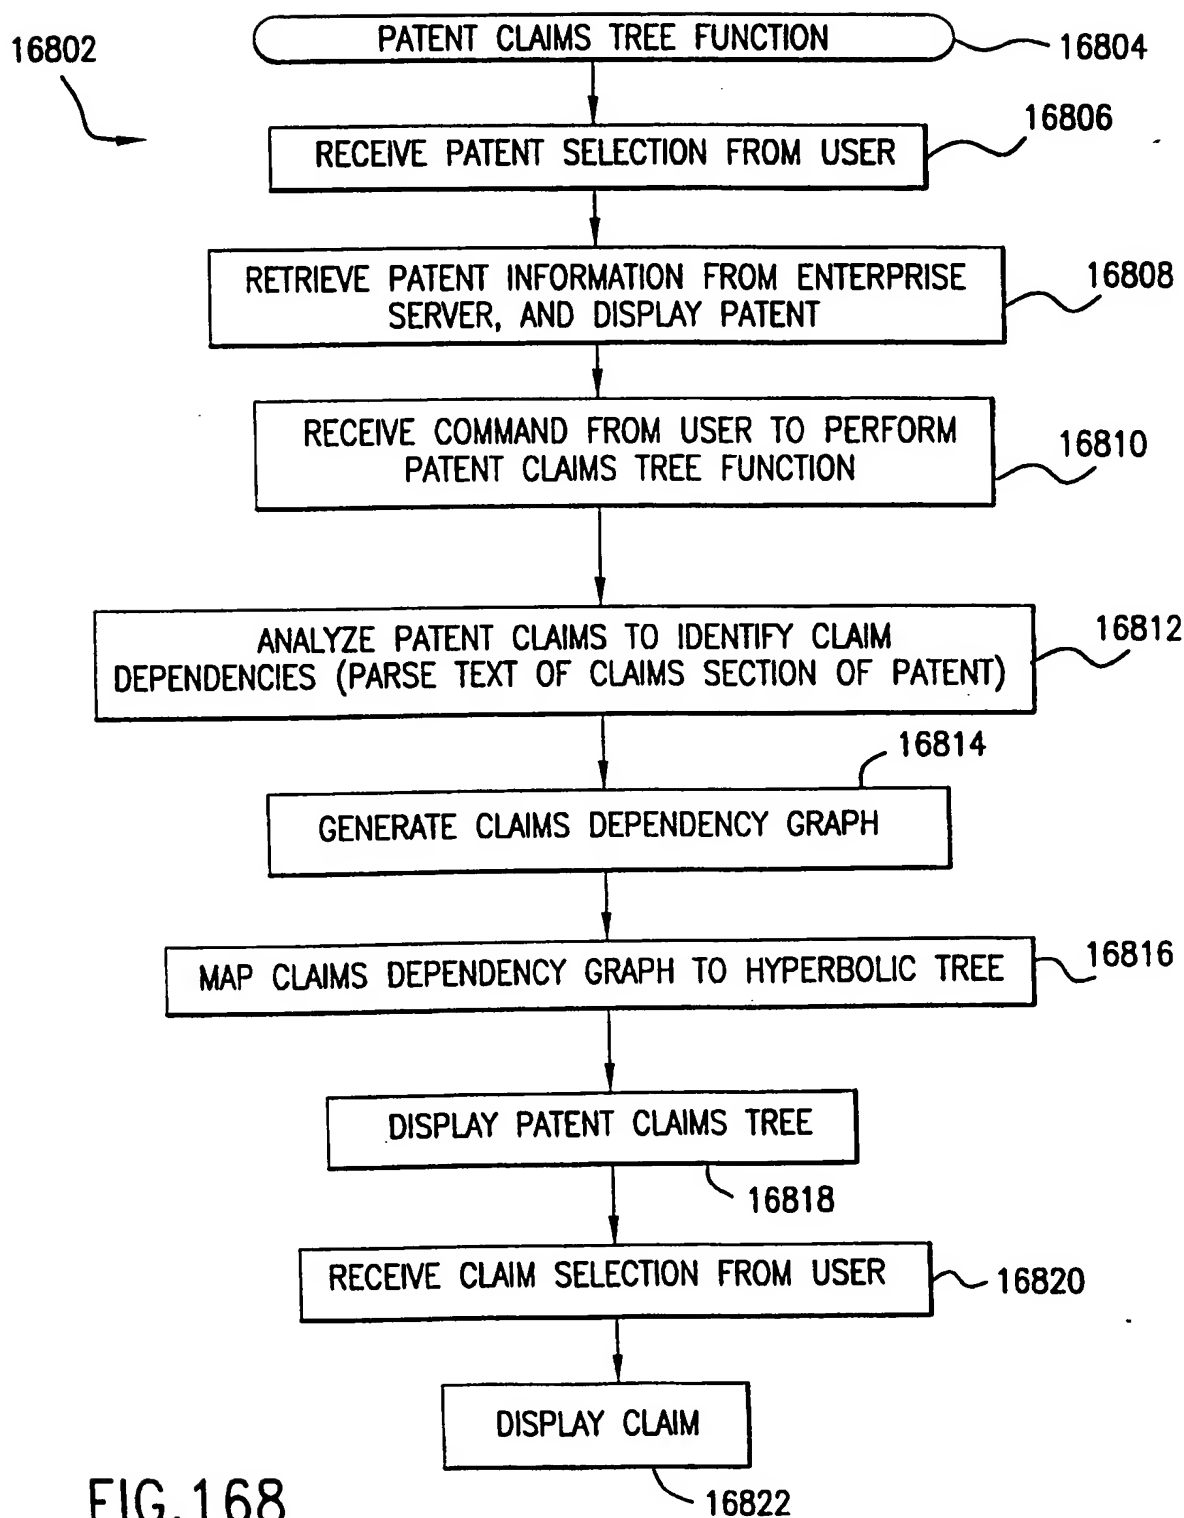 16802
PATENT CLAIMS TREE FUNCTION
16804
RECEIVE PATENT SELECTION FROM USER
16806
RETRIEVE PATENT INFORMATION FROM ENTERPRISE
SERVER, AND DISPLAY PATENT
16808
RECEIVE COMMAND FROM USER TO PERFORM
PATENT CLAIMS TREE FUNCTION
16810
ANALYZE PATENT CLAIMS TO IDENTIFY CLAIM
DEPENDENCIES (PARSE TEXT OF CLAIMS SECTION OF PATENT)
16812
16814
GENERATE CLAIMS DEPENDENCY GRAPH
MAP CLAIMS DEPENDENCY GRAPH TO HYPERBOLIC TREE
16816
DISPLAY PATENT CLAIMS TREE
16818
RECEIVE CLAIM SELECTION FROM USER
16820
DISPLAY CLAIM
16822
FIG.168